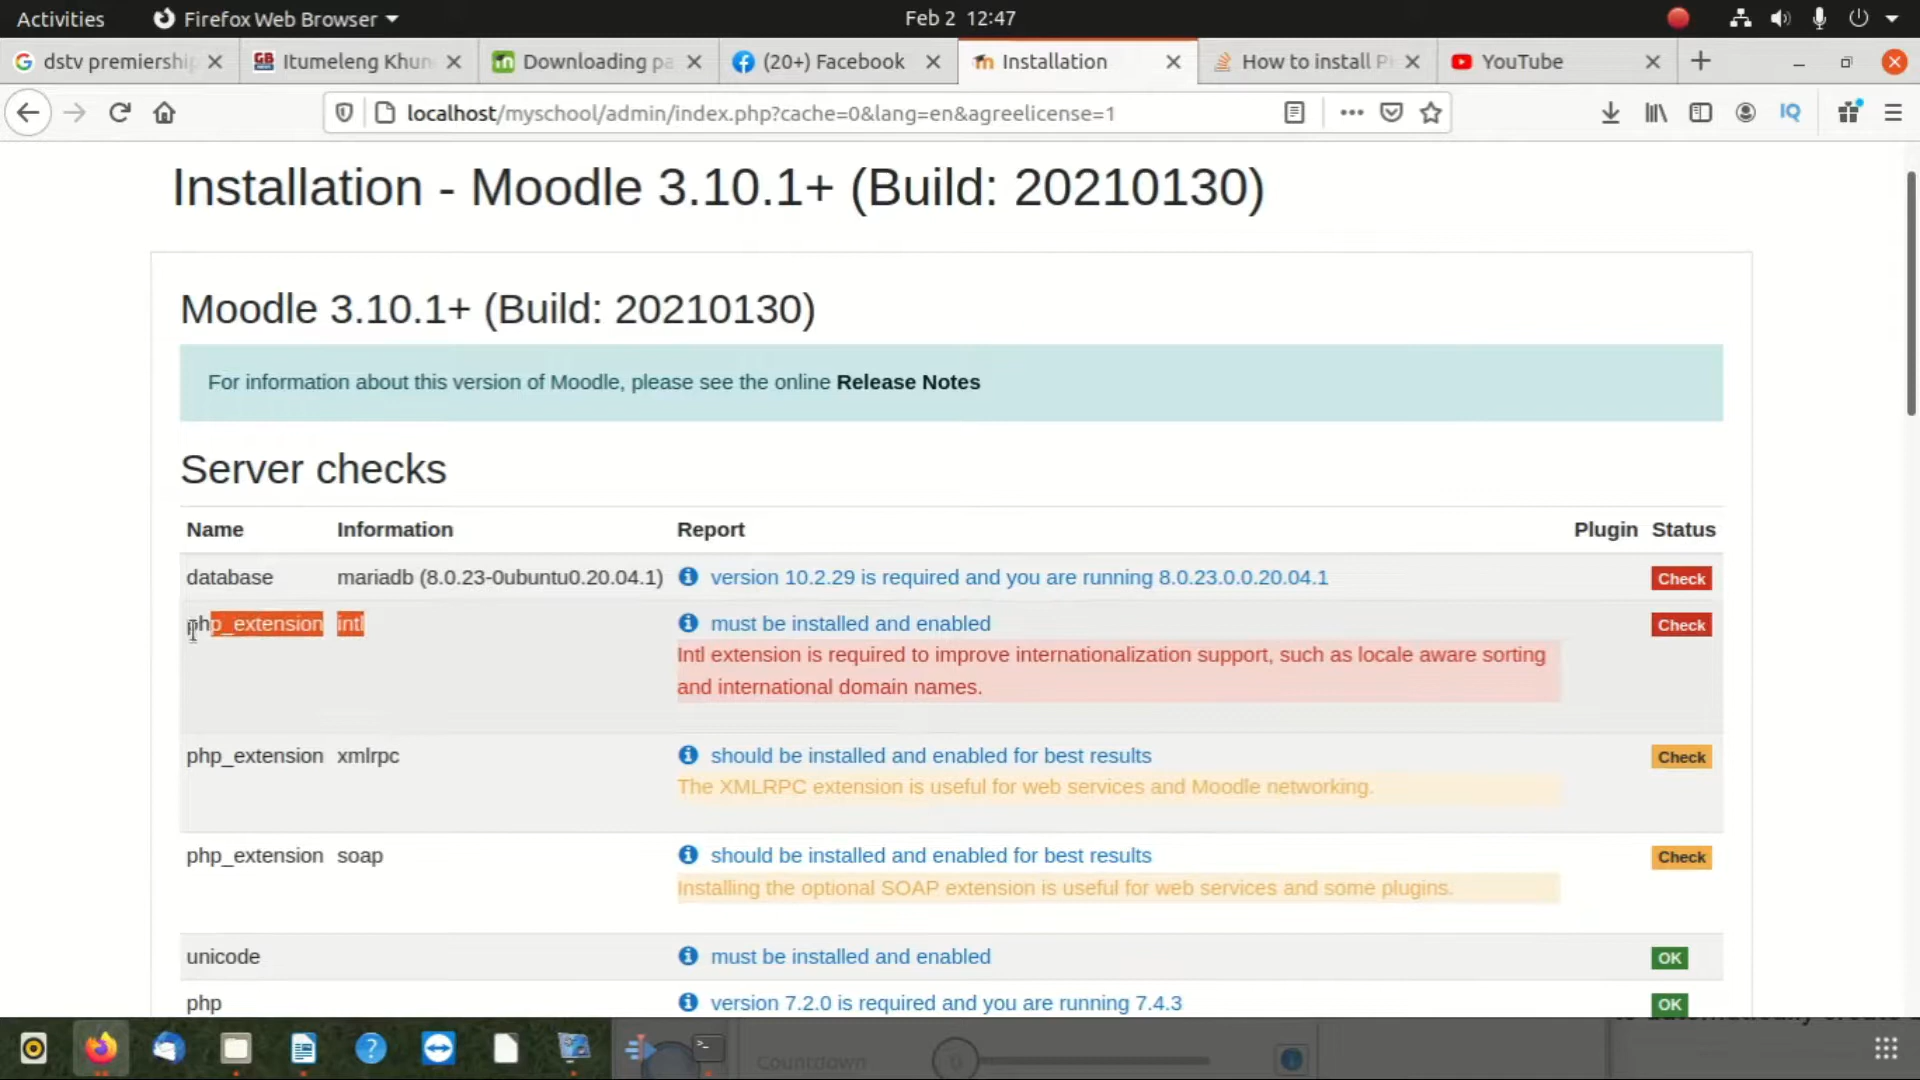 Activities Firefox Web Browser Feb 2 12:47
dstv premiership Itumeleng Khun (20+) Facebook Downloading pa Installation How to install P YouTube
localhost/myschool/admin/index.php?cache=0&lang=en&agreelicense=1 IQ
Installation - Moodle 3.10.1+ (Build: 20210130)
Moodle 3.10.1+ (Build: 20210130)
For information about this version of Moodle, please see the online Release Notes
Server checks
Name Information Report Plugin Status
database mariadb (8.0.23-0ubuntu0.20.04.1) version 10.2.29 is required and you are running 8.0.23.0.0.20.04.1 Check
php_extension intl must be installed and enabled Check
Intl extension is required to improve internationalization support, such as locale aware sorting
and international domain names.
php_extension xmlrpc should be installed and enabled for best results Check
The XMLRPC extension is useful for web services and Moodle networking.
php_extension soap should be installed and enabled for best results Check
Installing the optional SOAP extension is useful for web services and some plugins.
unicode must be installed and enabled OK
php version 7.2.0 is required and you are running 7.4.3 OK
Countdown